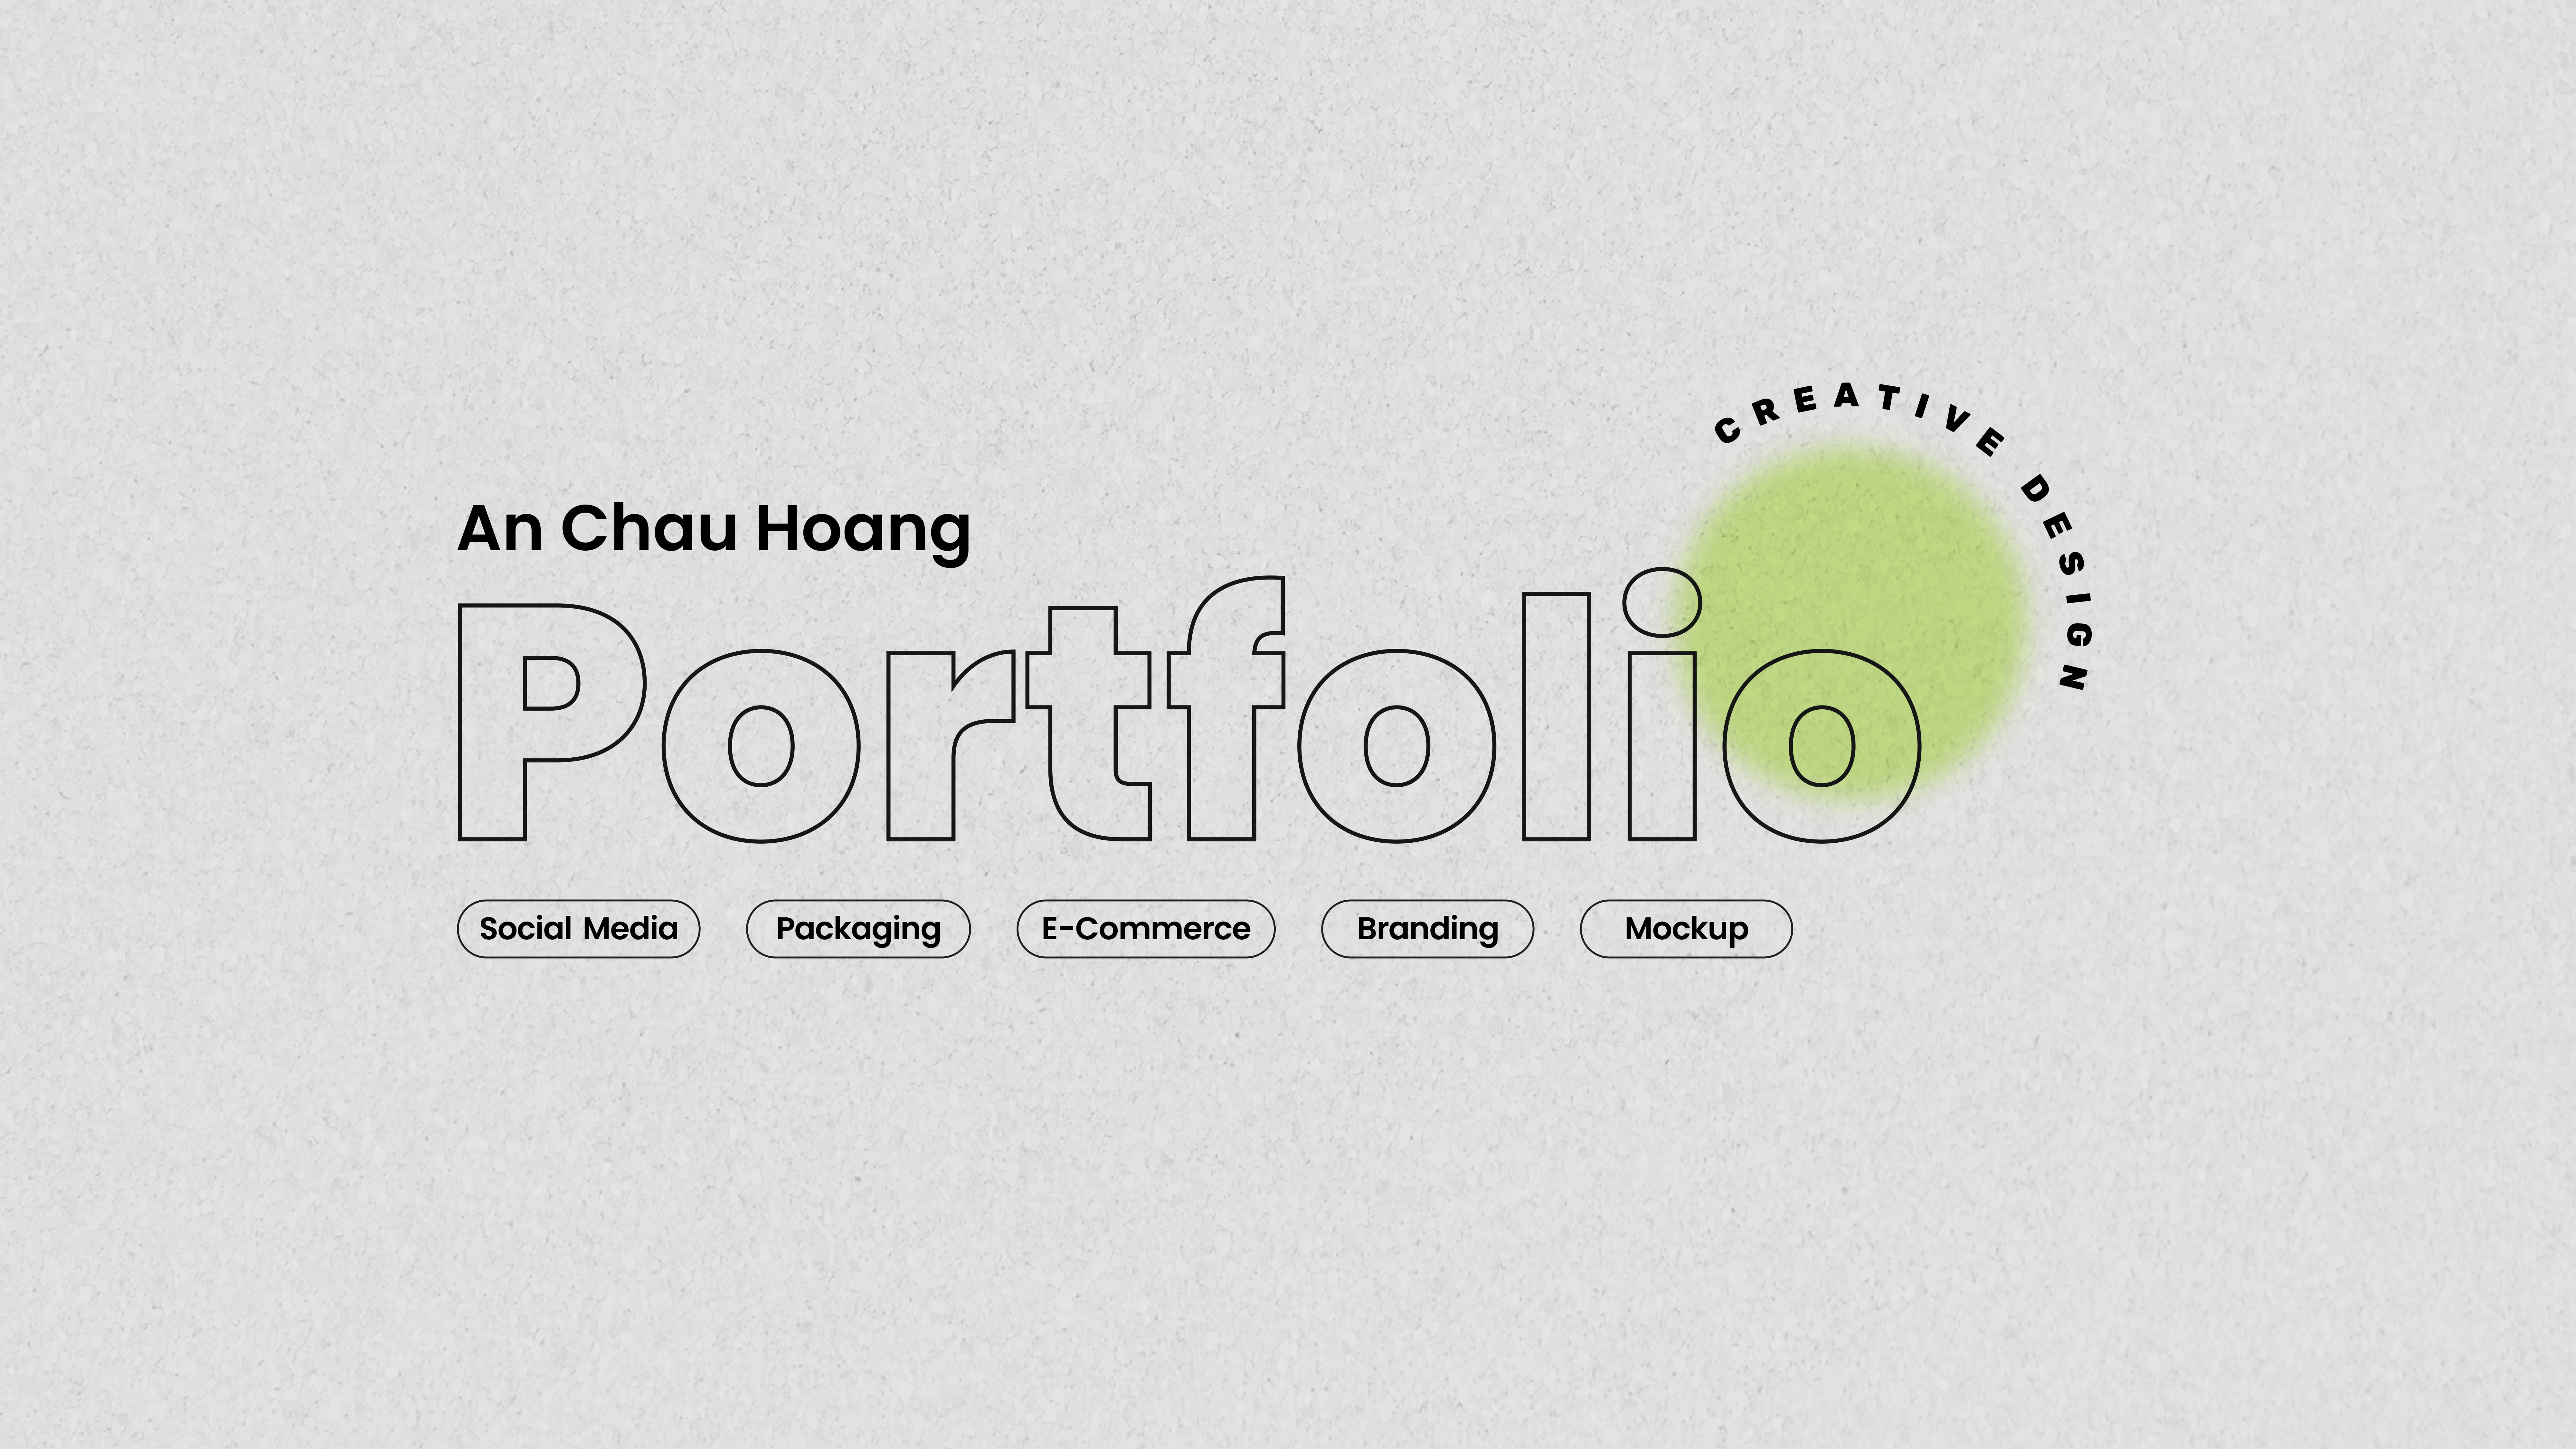 CREATIVE DESIGN
An Chau Hoang
Portfolio
Social Media
Packaging
E-Commerce
Branding
Mockup